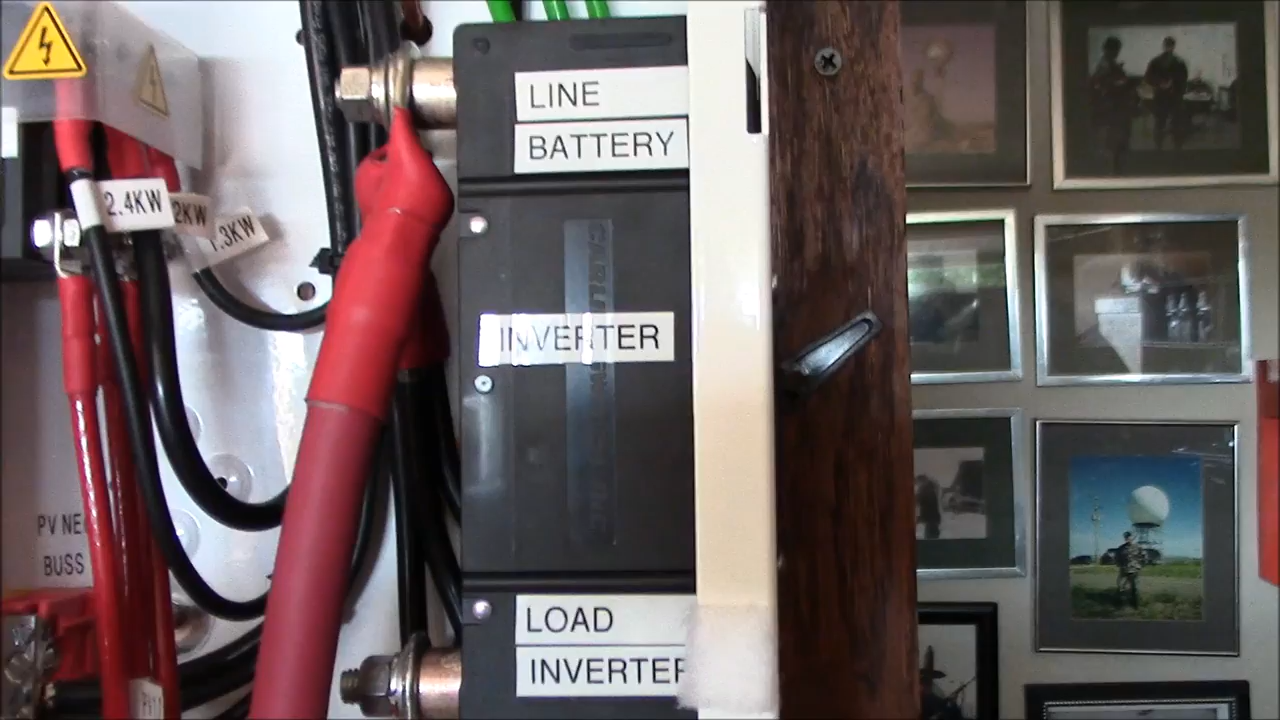 LINE
BATTERY
2.4KW
2KW
1.3KW
INVERTER
PV NE
BUSS
LOAD
INVERTER